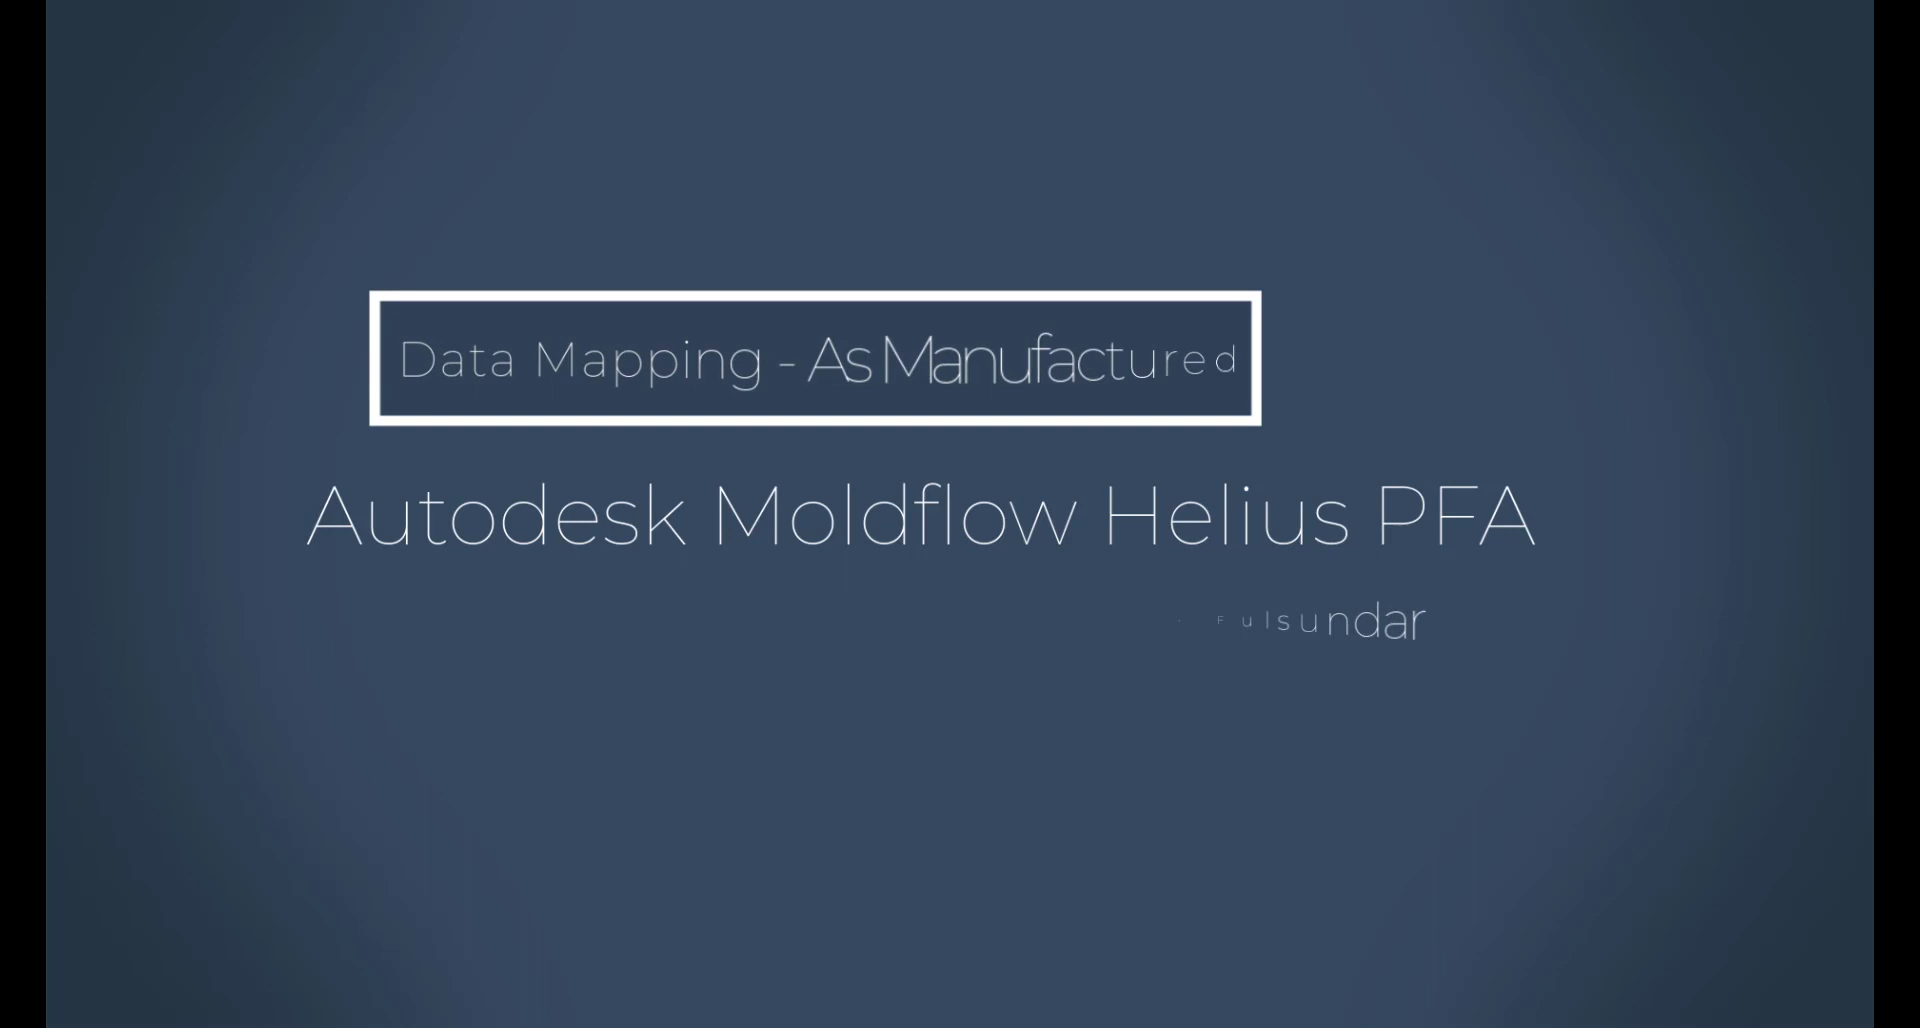 Data Mapping - As Manufactured
Autodesk Moldflow Helius PFA
Fulsundar